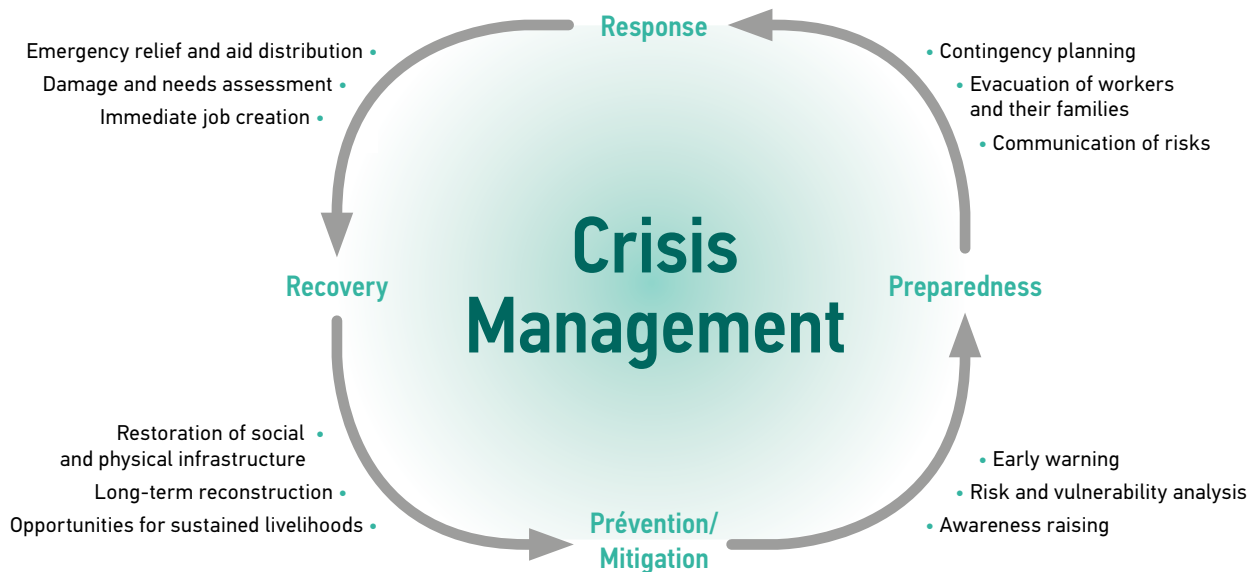 Response
Emergency relief and aid distribution •
Damage and needs assessment •
Immediate job creation •
• Contingency planning
• Evacuation of workers
and their families
• Communication of risks
Crisis
Management
Recovery
Preparedness
Restoration of social •
and physical infrastructure
Long-term reconstruction •
Opportunities for sustained livelihoods •
• Early warning
• Risk and vulnerability analysis
• Awareness raising
Prévention/
Mitigation